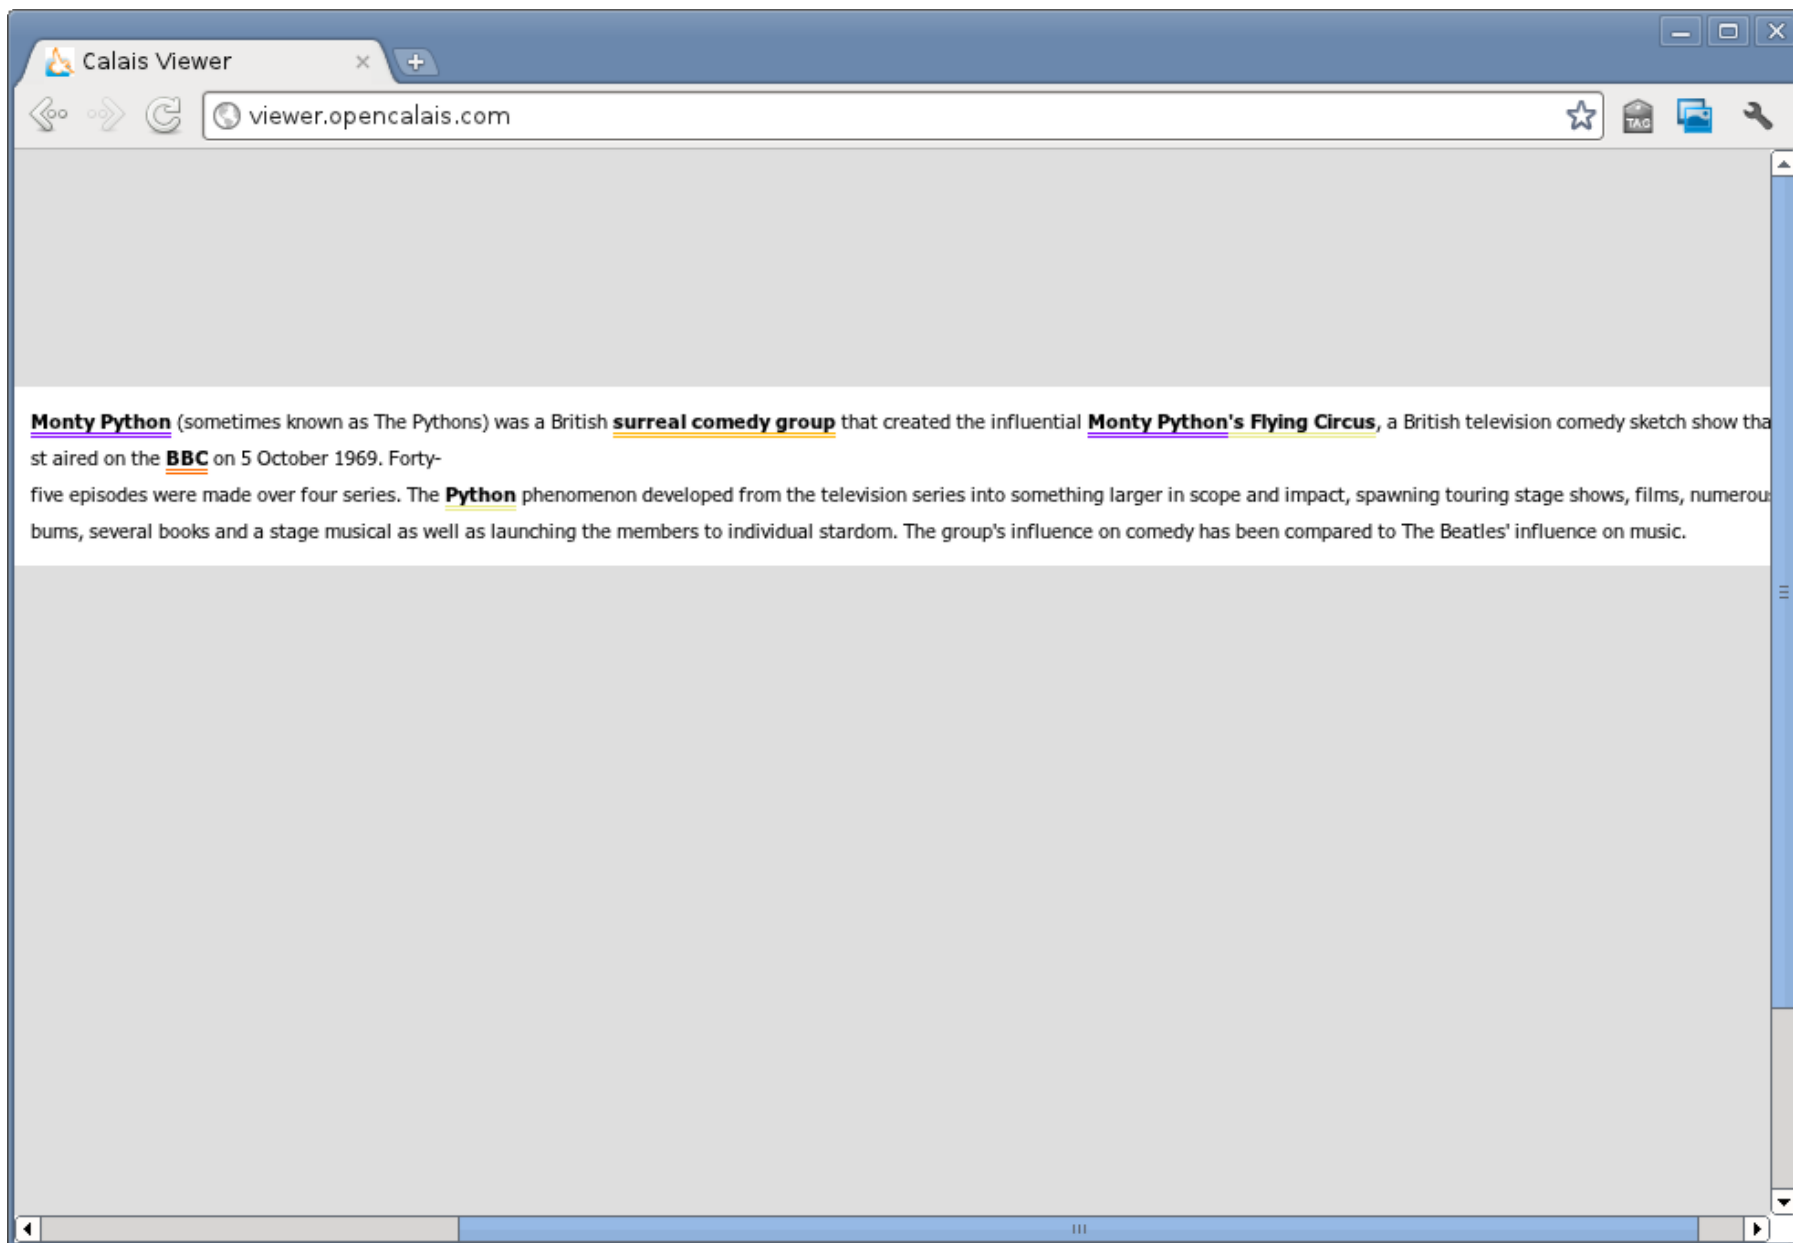 Calais Viewer
viewer.opencalais.com
TAG
Monty Python (sometimes known as The Pythons) was a British surreal comedy group that created the influential Monty Python's Flying Circus, a British television comedy sketch show tha
st aired on the BBC on 5 October 1969. Forty-
five episodes were made over four series. The Python phenomenon developed from the television series into something larger in scope and impact, spawning touring stage shows, films, numerou
bums, several books and a stage musical as well as launching the members to individual stardom. The group's influence on comedy has been compared to The Beatles' influence on music.